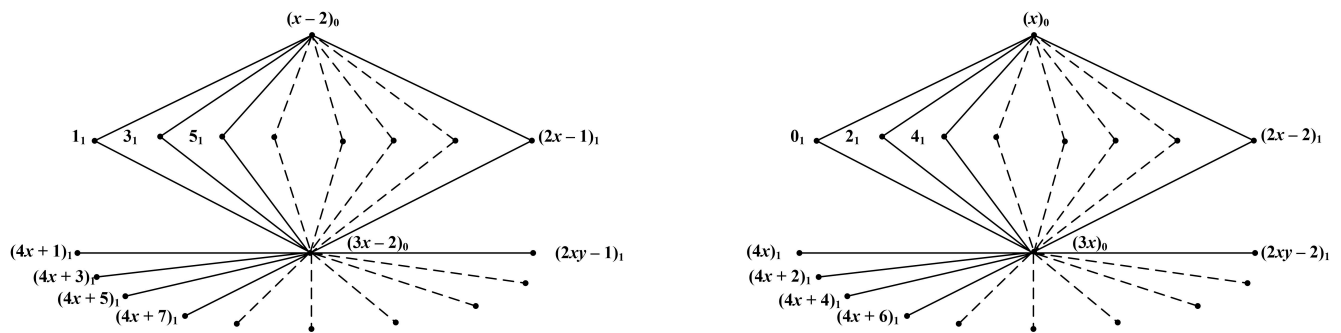 (x – 2)₀
1₁ 3₁ 5₁ (2x – 1)₁
(3x – 2)₀
(4x + 1)₁ (2xy – 1)₁
(4x + 3)₁
(4x + 5)₁
(4x + 7)₁
(x)₀
0₁ 2₁ 4₁ (2x – 2)₁
(3x)₀
(4x)₁ (2xy – 2)₁
(4x + 2)₁
(4x + 4)₁
(4x + 6)₁